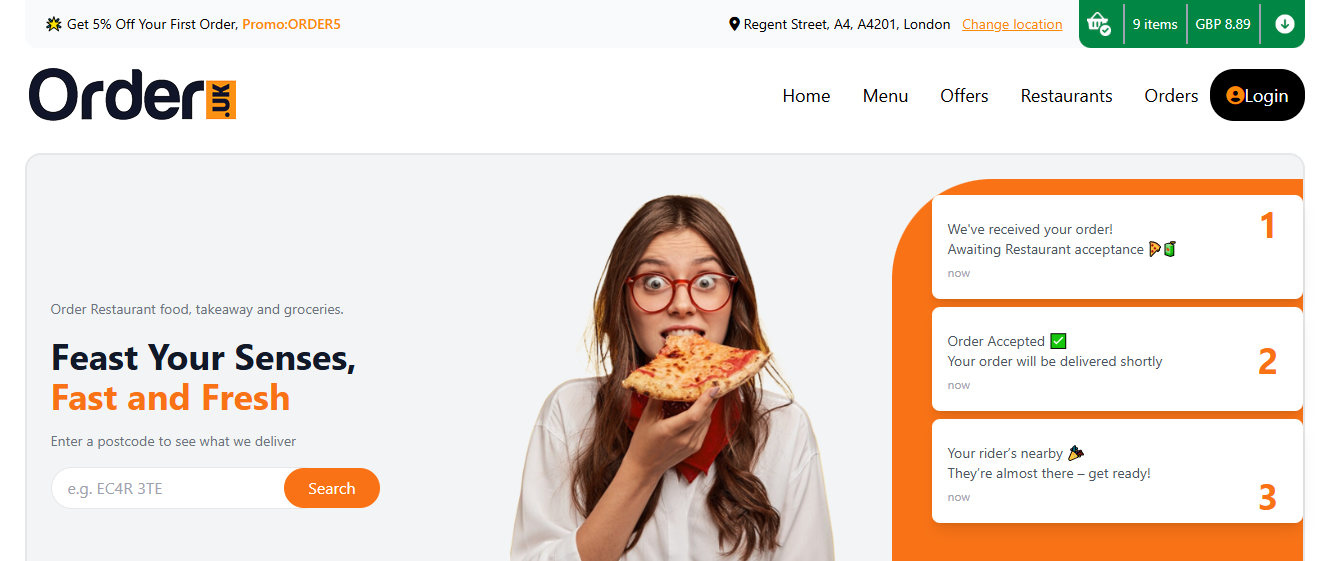 Get 5% Off Your First Order, Promo:ORDER5
Regent Street, A4, A4201, London Change location
9 items
GBP 8.89
Order.UK
Home
Menu
Offers
Restaurants
Orders
Login
Order Restaurant food, takeaway and groceries.
Feast Your Senses,
Fast and Fresh
Enter a postcode to see what we deliver
e.g. EC4R 3TE
Search
1
We've received your order!
Awaiting Restaurant acceptance 🍕🧃
now
2
Order Accepted ✅
Your order will be delivered shortly
now
3
Your rider's nearby 🎉
They're almost there – get ready!
now